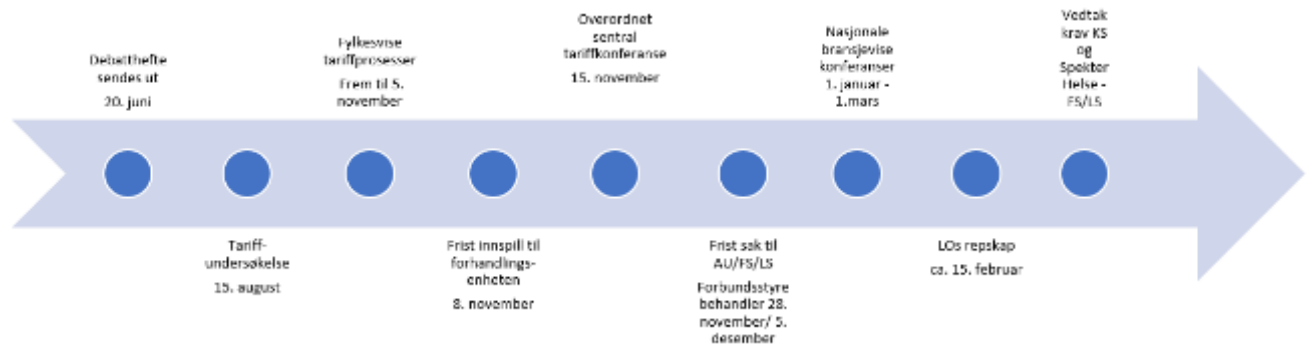 Debatthefte
sendes ut
20. juni
Tariff-
undersøkelse
15. august
Fylkesvise
tariffprosesser
Frem til 5.
november
Frist innspill til
forhandlings-
enheten
8. november
Overordnet
sentral
tariffkonferanse
15. november
Frist sak til
AU/FS/LS
Forbundsstyre
behandler 28.
november/ 5.
desember
Nasjonale
bransjevise
konferanser
1. januar -
1.mars
LOs repskap
ca. 15. februar
Vedtak
krav KS
og
Spekter
Helse -
FS/LS